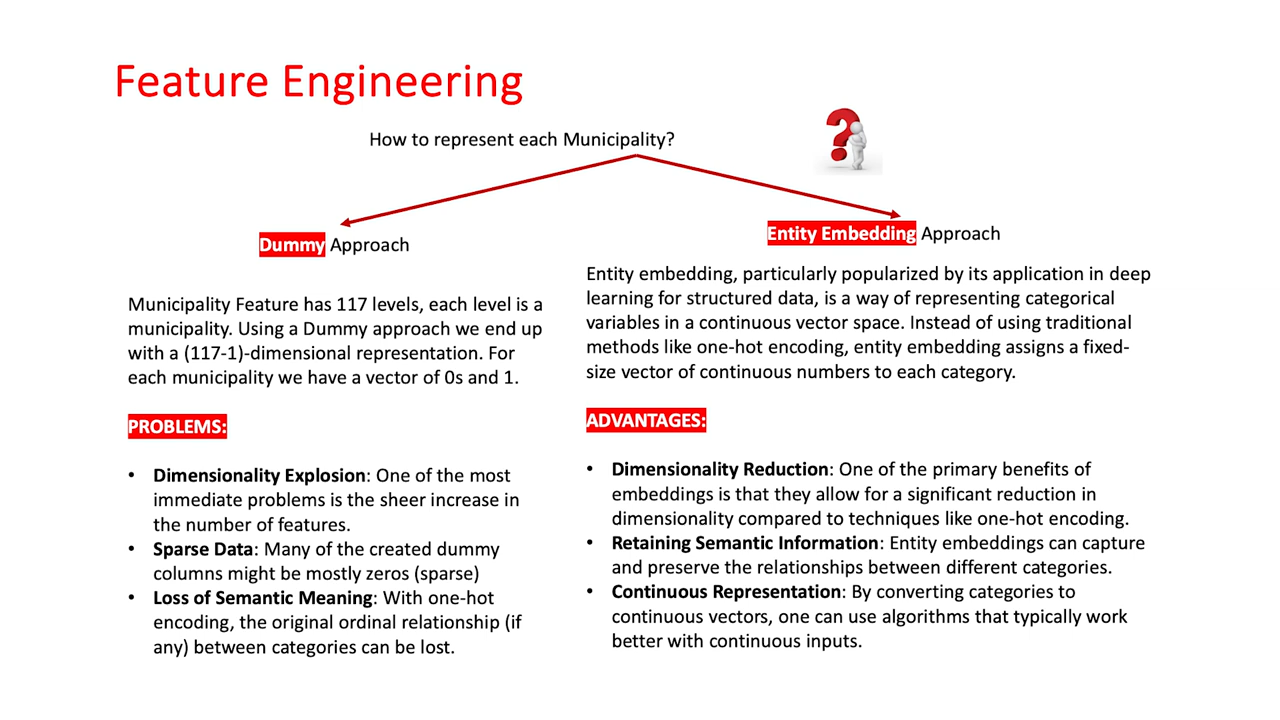 Feature Engineering
How to represent each Municipality?
Dummy Approach
Municipality Feature has 117 levels, each level is a
municipality. Using a Dummy approach we end up
with a (117-1)-dimensional representation. For
each municipality we have a vector of 0s and 1.
PROBLEMS:
• Dimensionality Explosion: One of the most
immediate problems is the sheer increase in
the number of features.
• Sparse Data: Many of the created dummy
columns might be mostly zeros (sparse)
• Loss of Semantic Meaning: With one-hot
encoding, the original ordinal relationship (if
any) between categories can be lost.
Entity Embedding Approach
Entity embedding, particularly popularized by its application in deep
learning for structured data, is a way of representing categorical
variables in a continuous vector space. Instead of using traditional
methods like one-hot encoding, entity embedding assigns a fixed-
size vector of continuous numbers to each category.
ADVANTAGES:
• Dimensionality Reduction: One of the primary benefits of
embeddings is that they allow for a significant reduction in
dimensionality compared to techniques like one-hot encoding.
• Retaining Semantic Information: Entity embeddings can capture
and preserve the relationships between different categories.
• Continuous Representation: By converting categories to
continuous vectors, one can use algorithms that typically work
better with continuous inputs.